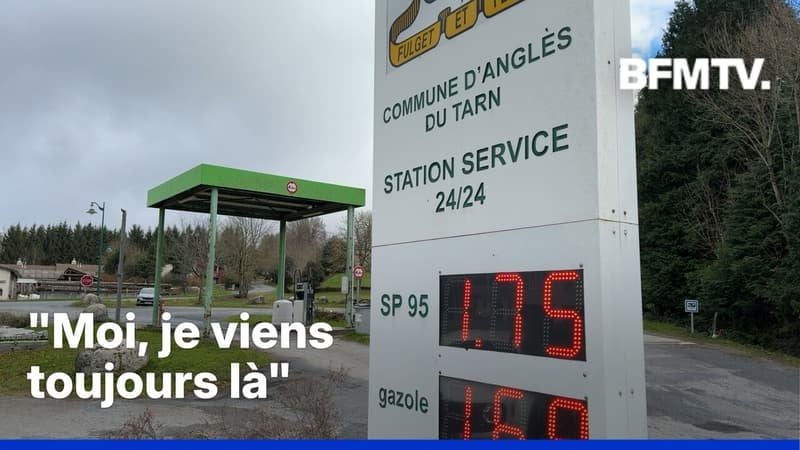 FULGET ET
COMMUNE D'ANGLÈS
DU TARN
BFMTV.
STATION SERVICE
24/24
SP 95
1.75
gazole
1.69
"Moi, je viens
toujours là"